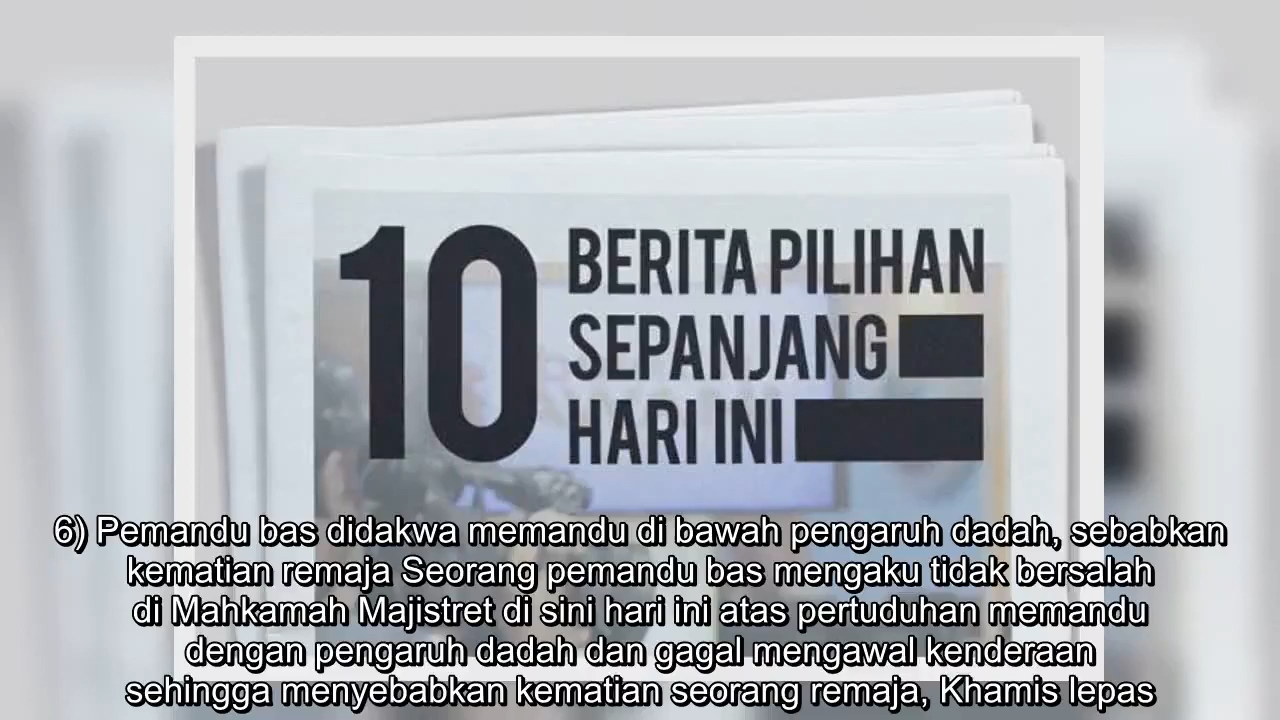 10 BERITA PILIHAN
SEPANJANG
HARI INI
6) Pemandu bas didakwa memandu di bawah pengaruh dadah, sebabkan
kematian remaja Seorang pemandu bas mengaku tidak bersalah
di Mahkamah Majistret di sini hari ini atas pertuduhan memandu
dengan pengaruh dadah dan gagal mengawal kenderaan
sehingga menyebabkan kematian seorang remaja, Khamis lepas